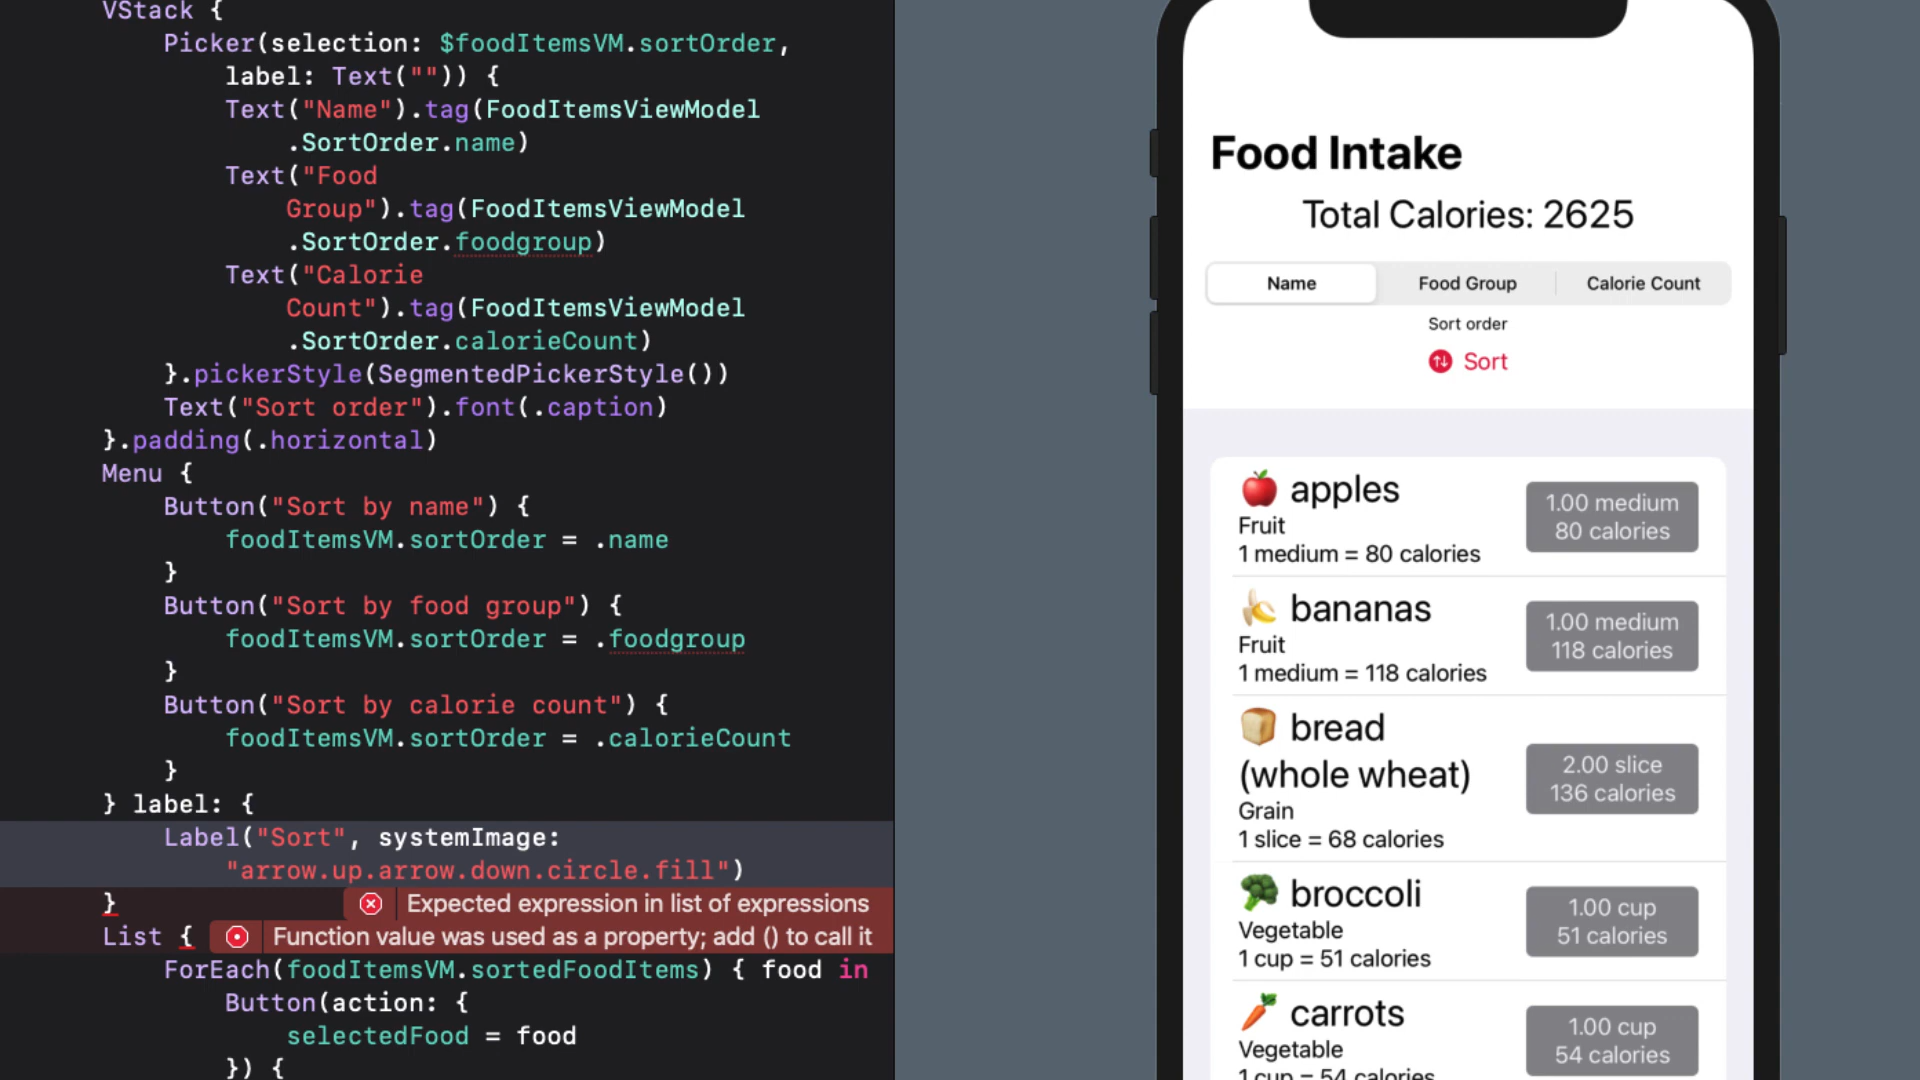 VStack {
Picker(selection: $foodItemsVM.sortOrder,
label: Text("")) {
Text("Name").tag(FoodItemsViewModel
.SortOrder.name)
Text("Food
Group").tag(FoodItemsViewModel
.SortOrder.foodgroup)
Text("Calorie
Count").tag(FoodItemsViewModel
.SortOrder.calorieCount)
}.pickerStyle(SegmentedPickerStyle())
Text("Sort order").font(.caption)
}.padding(.horizontal)
Menu {
Button("Sort by name") {
foodItemsVM.sortOrder = .name
}
Button("Sort by food group") {
foodItemsVM.sortOrder = .foodgroup
}
Button("Sort by calorie count") {
foodItemsVM.sortOrder = .calorieCount
}
} label: {
Label("Sort", systemImage:
"arrow.up.arrow.down.circle.fill")
} Expected expression in list of expressions
List { Function value was used as a property; add () to call it
ForEach(foodItemsVM.sortedFoodItems) { food in
Button(action: {
selectedFood = food
}) {
Food Intake
Total Calories: 2625
Name Food Group Calorie Count
Sort order
Sort
apples
Fruit
1 medium = 80 calories
1.00 medium
80 calories
bananas
Fruit
1 medium = 118 calories
1.00 medium
118 calories
bread
(whole wheat)
Grain
1 slice = 68 calories
2.00 slice
136 calories
broccoli
Vegetable
1 cup = 51 calories
1.00 cup
51 calories
carrots
Vegetable
1 cup = 54 calories
1.00 cup
54 calories